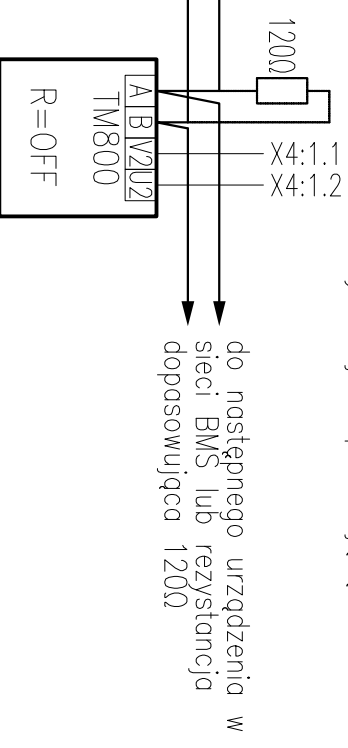 120Ω
X4:1.1
X4:1.2
A B V2 U2
TM800
R=OFF
do następnego urządzenia w
sieci BMS lub rezystancja
dopasowująca 120Ω